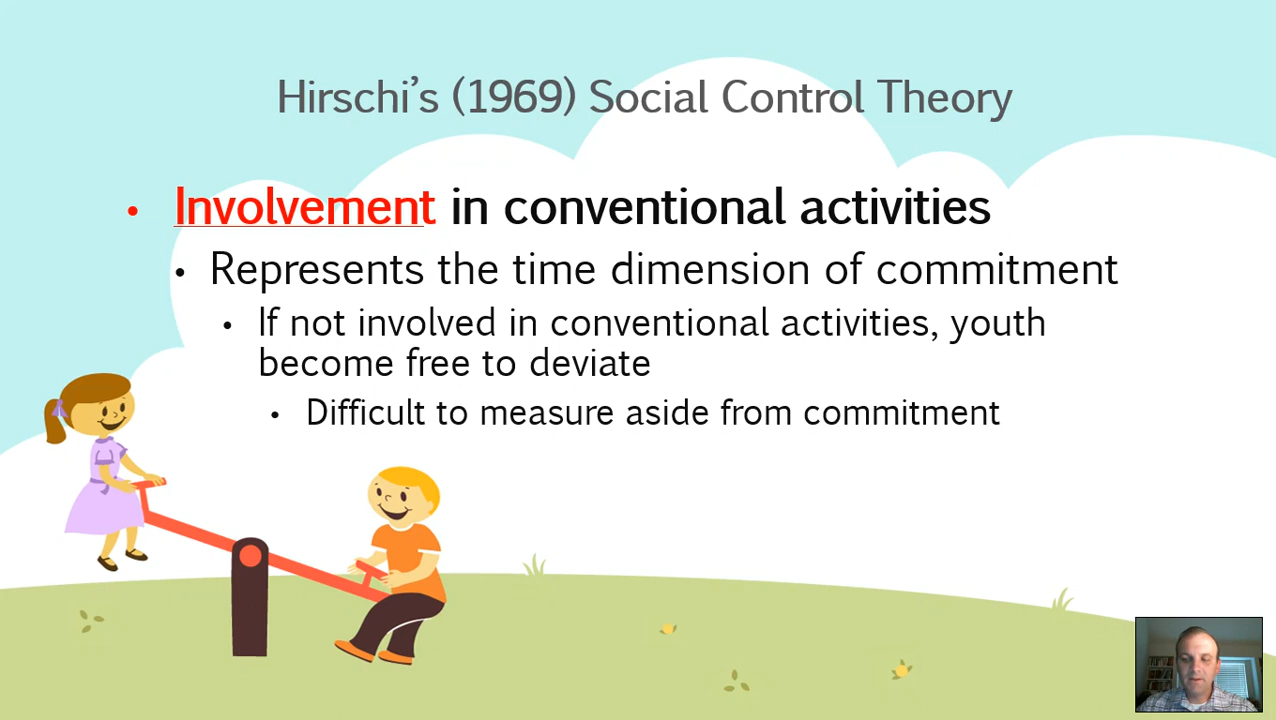 Hirschi's (1969) Social Control Theory
• Involvement in conventional activities
• Represents the time dimension of commitment
• If not involved in conventional activities, youth
become free to deviate
• Difficult to measure aside from commitment